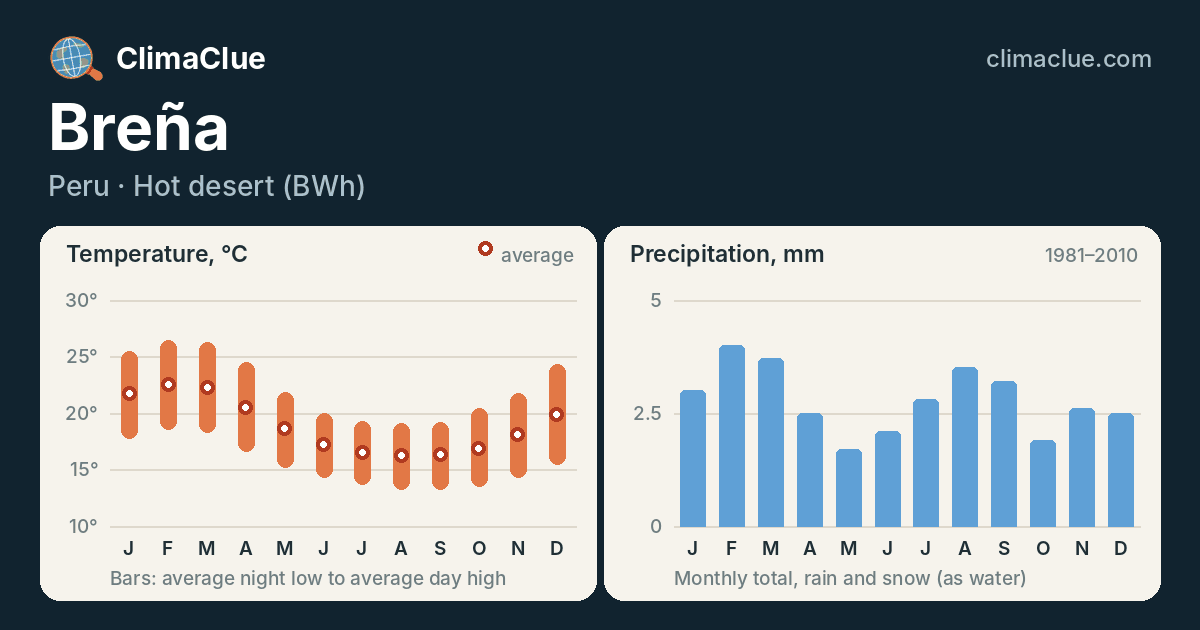 ClimaClue
climaclue.com
Breña
Peru · Hot desert (BWh)
Temperature, °C
average
30°
25°
20°
15°
10°
J F M A M J J A S O N D
Bars: average night low to average day high
Precipitation, mm
1981–2010
5
2.5
0
J F M A M J J A S O N D
Monthly total, rain and snow (as water)